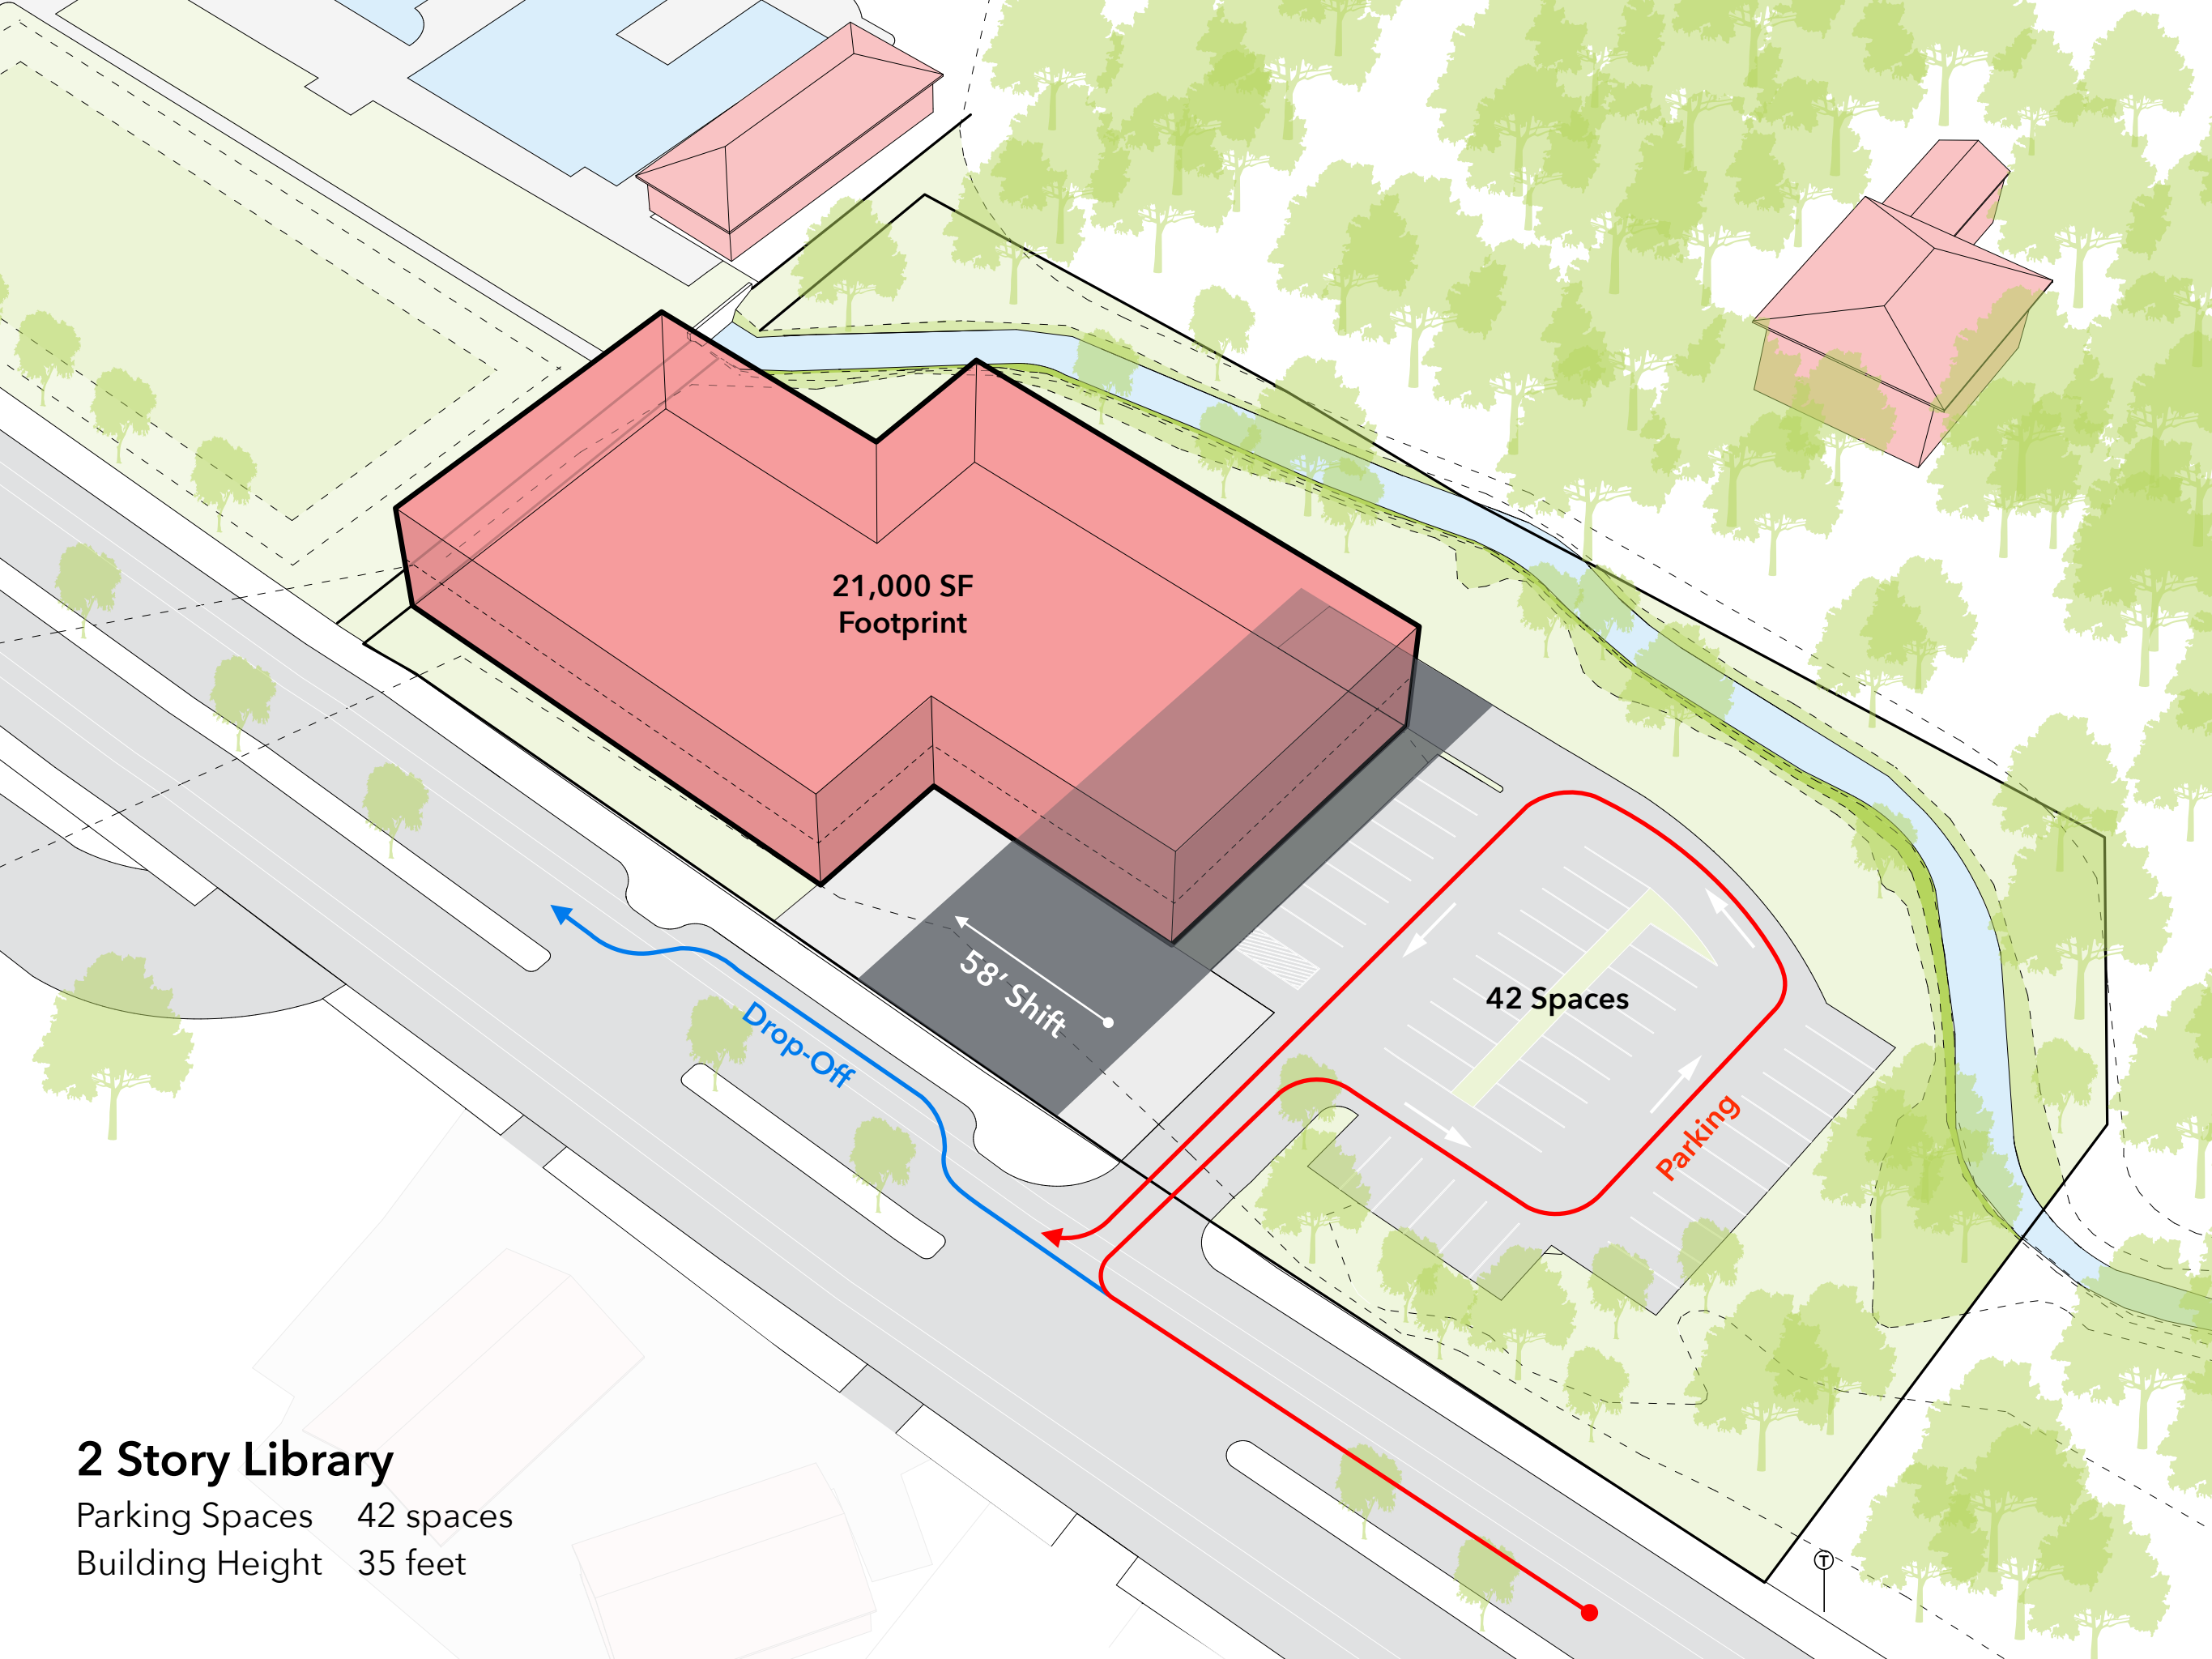 21,000 SF
Footprint
58’ Shift
Drop-Off
42 Spaces
Parking
2 Story Library
Parking Spaces 42 spaces
Building Height 35 feet
T